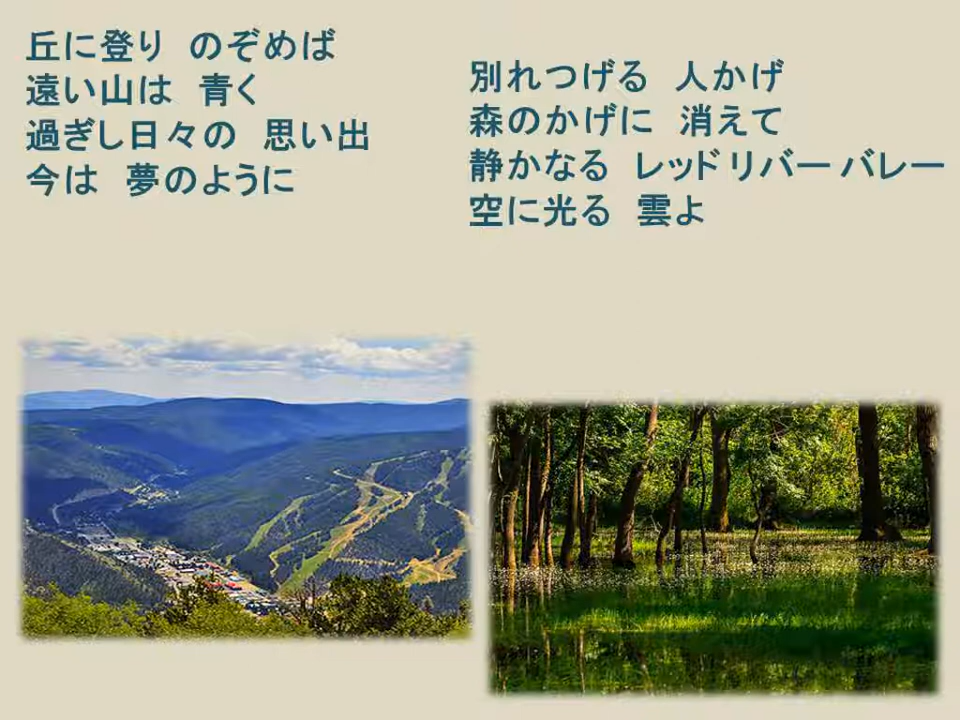 丘に登り　のぞめば
遠い山は　青く
過ぎし日々の　思い出
今は　夢のように
別れつげる　人かげ
森のかげに　消えて
静かなる　レッド リバー バレー
空に光る　雲よ